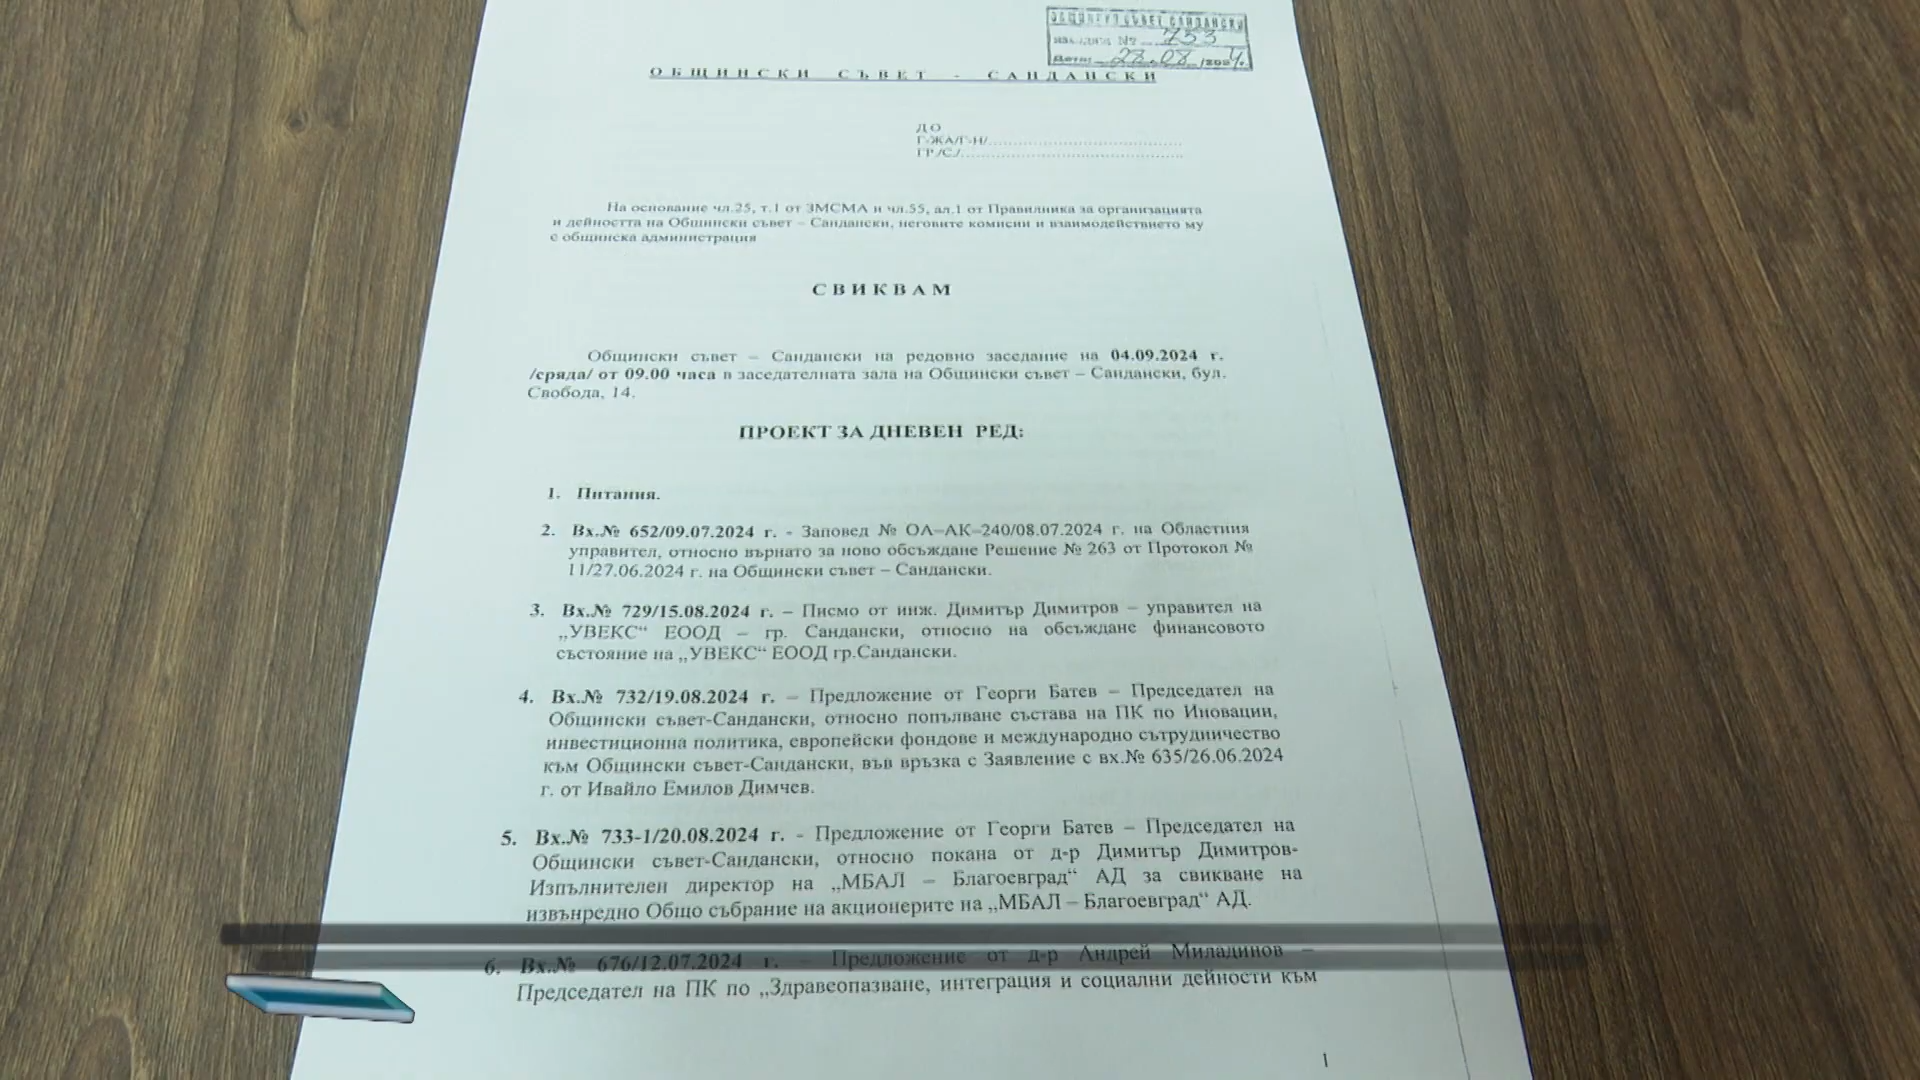 ОБЩИНСКИ СЪВЕТ САНДАНСКИ
№ 753
28.08 /2024г.
ОБЩИНСКИ СЪВЕТ - САНДАНСКИ
ДО
Г-ЖА/Г-Н/
ГР./С./
На основание чл.25, т.1 от ЗМСМА и чл.55, ал.1 от Правилника за организацията
и дейността на Общински съвет – Сандански, неговите комисии и взаимодействието му
с общинска администрация
СВИКВАМ
Общински съвет – Сандански на редовно заседание на 04.09.2024 г.
/сряда/ от 09.00 часа в заседателната зала на Общински съвет – Сандански, бул.
Свобода, 14.
ПРОЕКТ ЗА ДНЕВЕН РЕД:
1. Питания.
2. Вх.№ 652/09.07.2024 г. - Заповед № ОА–АК–240/08.07.2024 г. на Областния
управител, относно върнато за ново обсъждане Решение № 263 от Протокол №
11/27.06.2024 г. на Общински съвет – Сандански.
3. Вх.№ 729/15.08.2024 г. – Писмо от инж. Димитър Димитров – управител на
„УВЕКС“ ЕООД – гр. Сандански, относно на обсъждане финансовото
състояние на „УВЕКС“ ЕООД гр.Сандански.
4. Вх.№ 732/19.08.2024 г. – Предложение от Георги Батев – Председател на
Общински съвет-Сандански, относно попълване състава на ПК по Иновации,
инвестиционна политика, европейски фондове и международно сътрудничество
към Общински съвет-Сандански, във връзка с Заявление с вх.№ 635/26.06.2024
г. от Ивайло Емилов Димчев.
5. Вх.№ 733-1/20.08.2024 г. - Предложение от Георги Батев – Председател на
Общински съвет-Сандански, относно покана от д-р Димитър Димитров-
Изпълнителен директор на „МБАЛ – Благоевград“ АД за свикване на
извънредно Общо събрание на акционерите на „МБАЛ – Благоевград“ АД.
6. Вх.№ 676/12.07.2024 г. – Предложение от д-р Андрей Миладинов –
Председател на ПК по „Здравеопазване, интеграция и социални дейности към
1